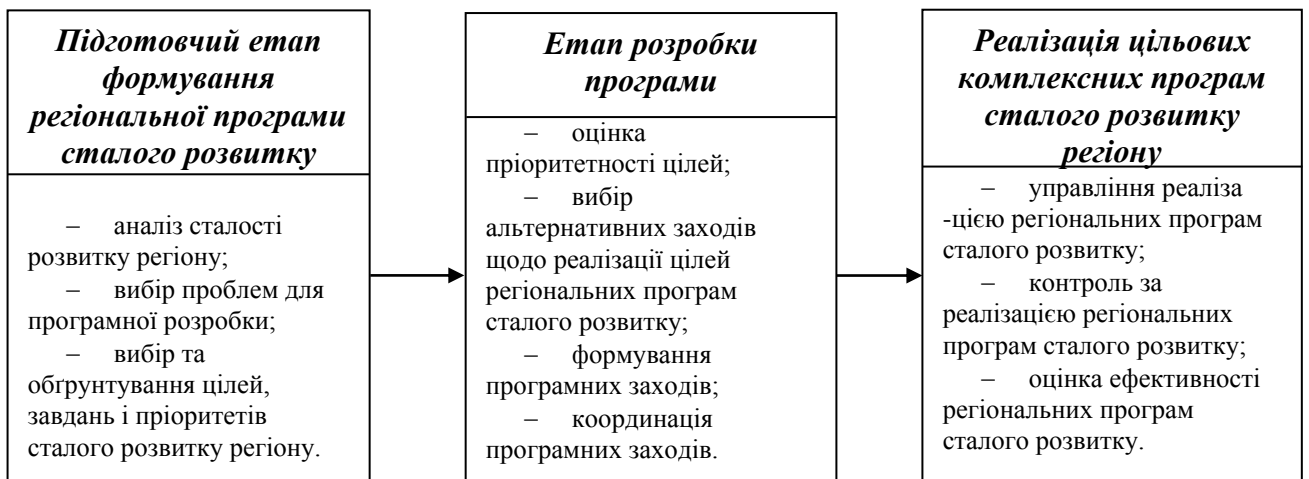 Підготовчий етап
формування
регіональної програми
сталого розвитку
– аналіз сталості
розвитку регіону;
– вибір проблем для
програмної розробки;
– вибір та
обґрунтування цілей,
завдань і пріоритетів
сталого розвитку регіону.
Етап розробки
програми
– оцінка
пріоритетності цілей;
– вибір
альтернативних заходів
щодо реалізації цілей
регіональних програм
сталого розвитку;
– формування
програмних заходів;
– координація
програмних заходів.
Реалізація цільових
комплексних програм
сталого розвитку
регіону
– управління реаліза
-цією регіональних програм
сталого розвитку;
– контроль за
реалізацією регіональних
програм сталого розвитку;
– оцінка ефективності
регіональних програм
сталого розвитку.